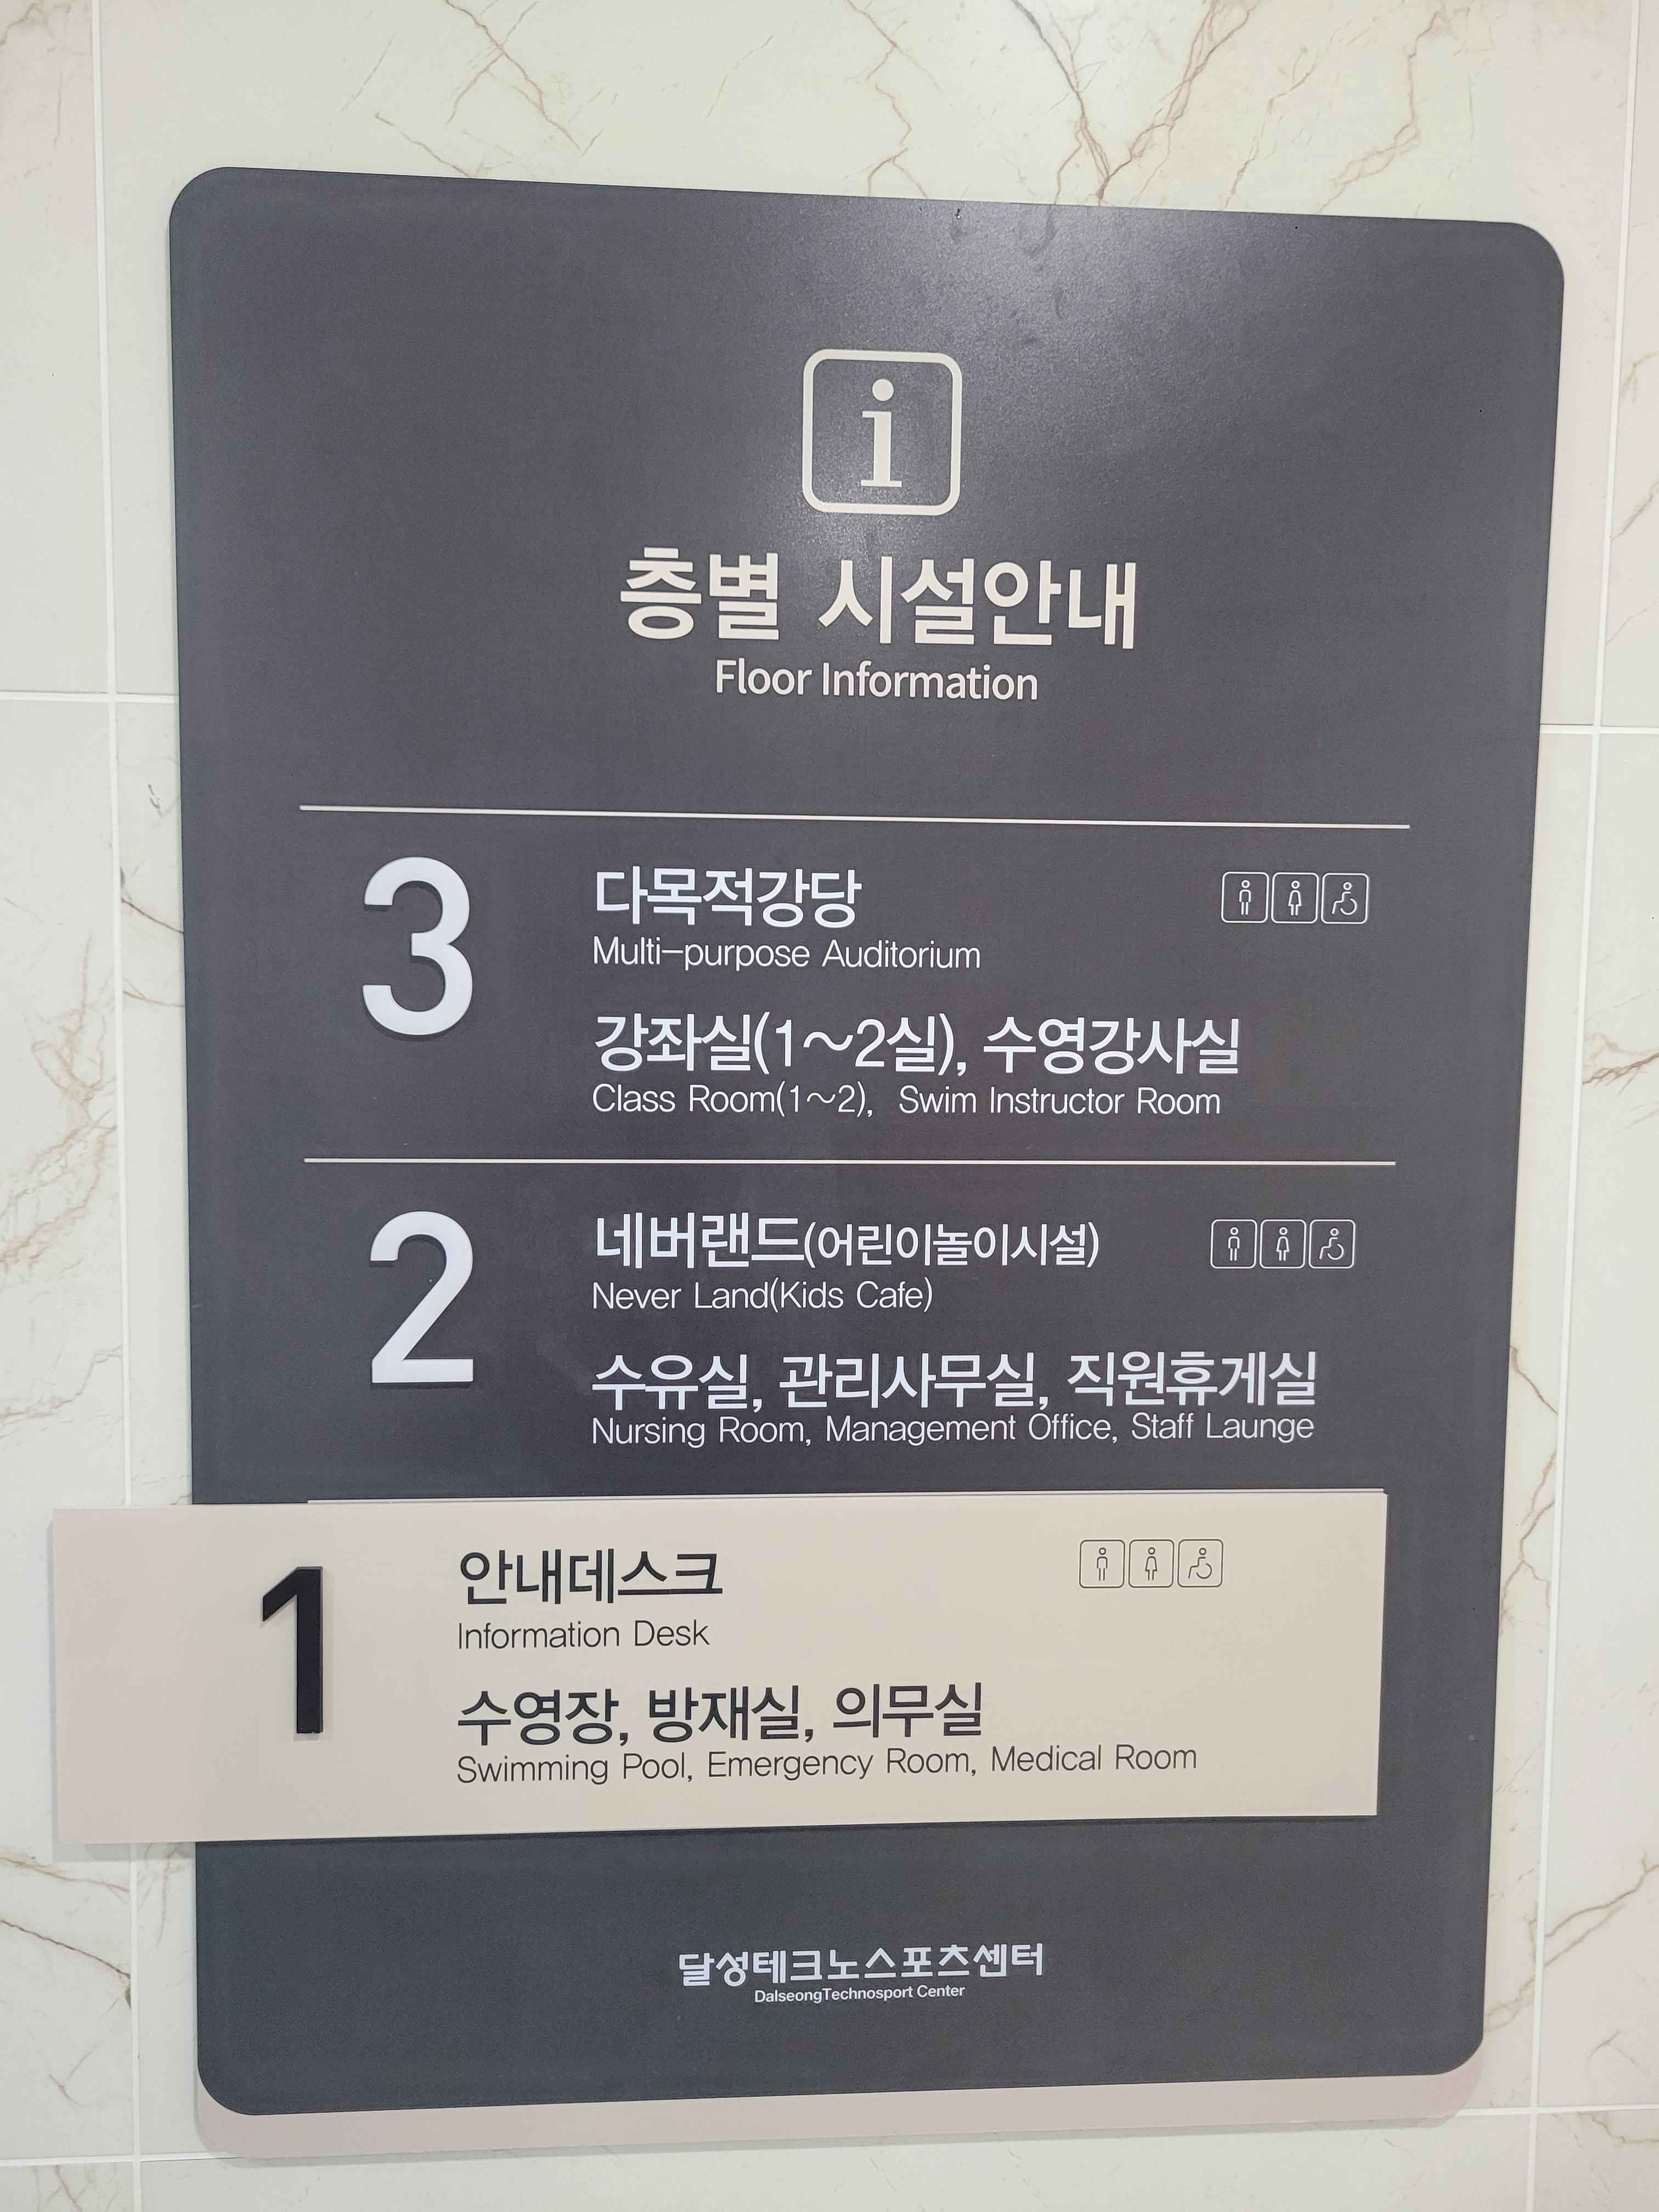 i
층별 시설안내
Floor Information
3
다목적강당
Multi-purpose Auditorium
강좌실(1~2실), 수영강사실
Class Room(1~2), Swim Instructor Room
2
네버랜드(어린이놀이시설)
Never Land(Kids Cafe)
수유실, 관리사무실, 직원휴게실
Nursing Room, Management Office, Staff Launge
1
안내데스크
Information Desk
수영장, 방재실, 의무실
Swimming Pool, Emergency Room, Medical Room
달성테크노스포츠센터
DalseongTechnosport Center